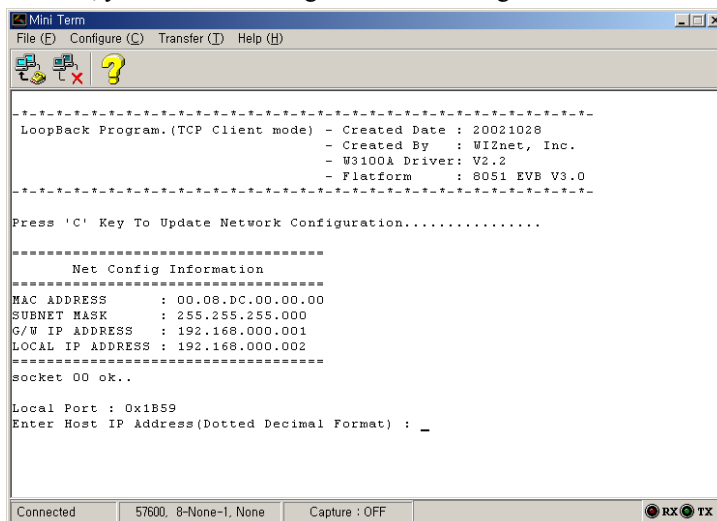 Mini Term
File (F) Configure (C) Transfer (T) Help (H)
-*-*-*-*-*-*-*-*-*-*-*-*-*-*-*-*-*-*-*-*-*-*-*-*-*-*-*-*-*-*-*-*-*-
LoopBack Program.(TCP Client mode) - Created Date : 20021028
- Created By : WIZnet, Inc.
- W3100A Driver: V2.2
- Flatform : 8051 EVB V3.0
-*-*-*-*-*-*-*-*-*-*-*-*-*-*-*-*-*-*-*-*-*-*-*-*-*-*-*-*-*-*-*-*-*-
Press 'C' Key To Update Network Configuration................
====================================
Net Config Information
====================================
MAC ADDRESS : 00.08.DC.00.00.00
SUBNET MASK : 255.255.255.000
G/W IP ADDRESS : 192.168.000.001
LOCAL IP ADDRESS : 192.168.000.002
====================================
socket 00 ok..
Local Port : 0x1B59
Enter Host IP Address(Dotted Decimal Format) : _
Connected 57600, 8-None-1, None Capture : OFF RX TX